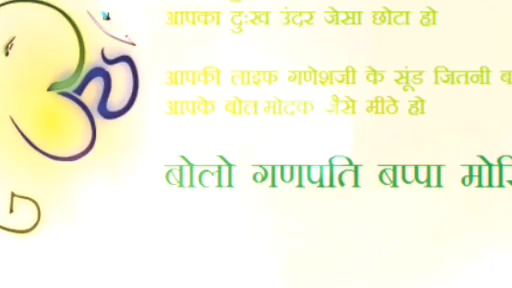 आपका दुःख उंदर जेसा छोटा हो
आपकी लाइफ गणेशजी के सूंड जितनी
आपके बोल मोदक जैसे मीठे हो
बोलो गणपति बप्पा